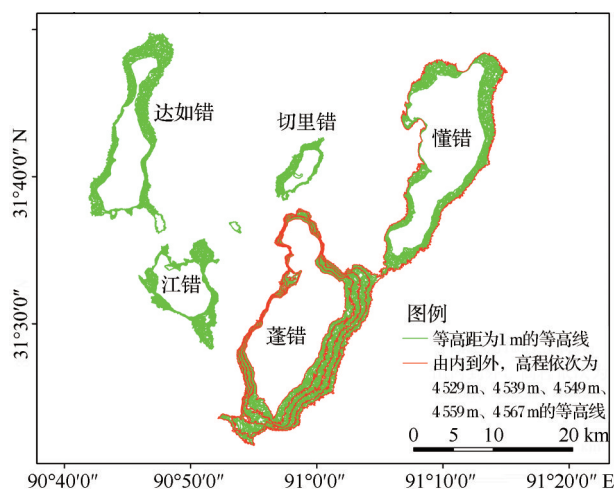 达如错
切里错
懂错
江错
蓬错
31°40′0″ N
31°30′0″
图例
等高距为1 m的等高线
由内到外，高程依次为
4 529 m、4 539 m、4 549 m、
4 559 m、4 567 m的等高线
0 5 10 20 km
90°40′0″ 90°50′0″ 91°0′0″ 91°10′0″ 91°20′0″ E